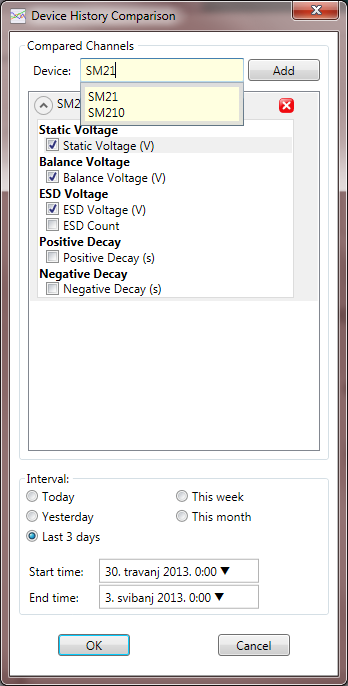 Device History Comparison
Compared Channels
Device: SM21 Add
SM2
SM21
SM210
Static Voltage
Static Voltage (V)
Balance Voltage
Balance Voltage (V)
ESD Voltage
ESD Voltage (V)
ESD Count
Positive Decay
Positive Decay (s)
Negative Decay
Negative Decay (s)
Interval:
Today This week
Yesterday This month
Last 3 days
Start time: 30. travanj 2013. 0:00
End time: 3. svibanj 2013. 0:00
OK Cancel